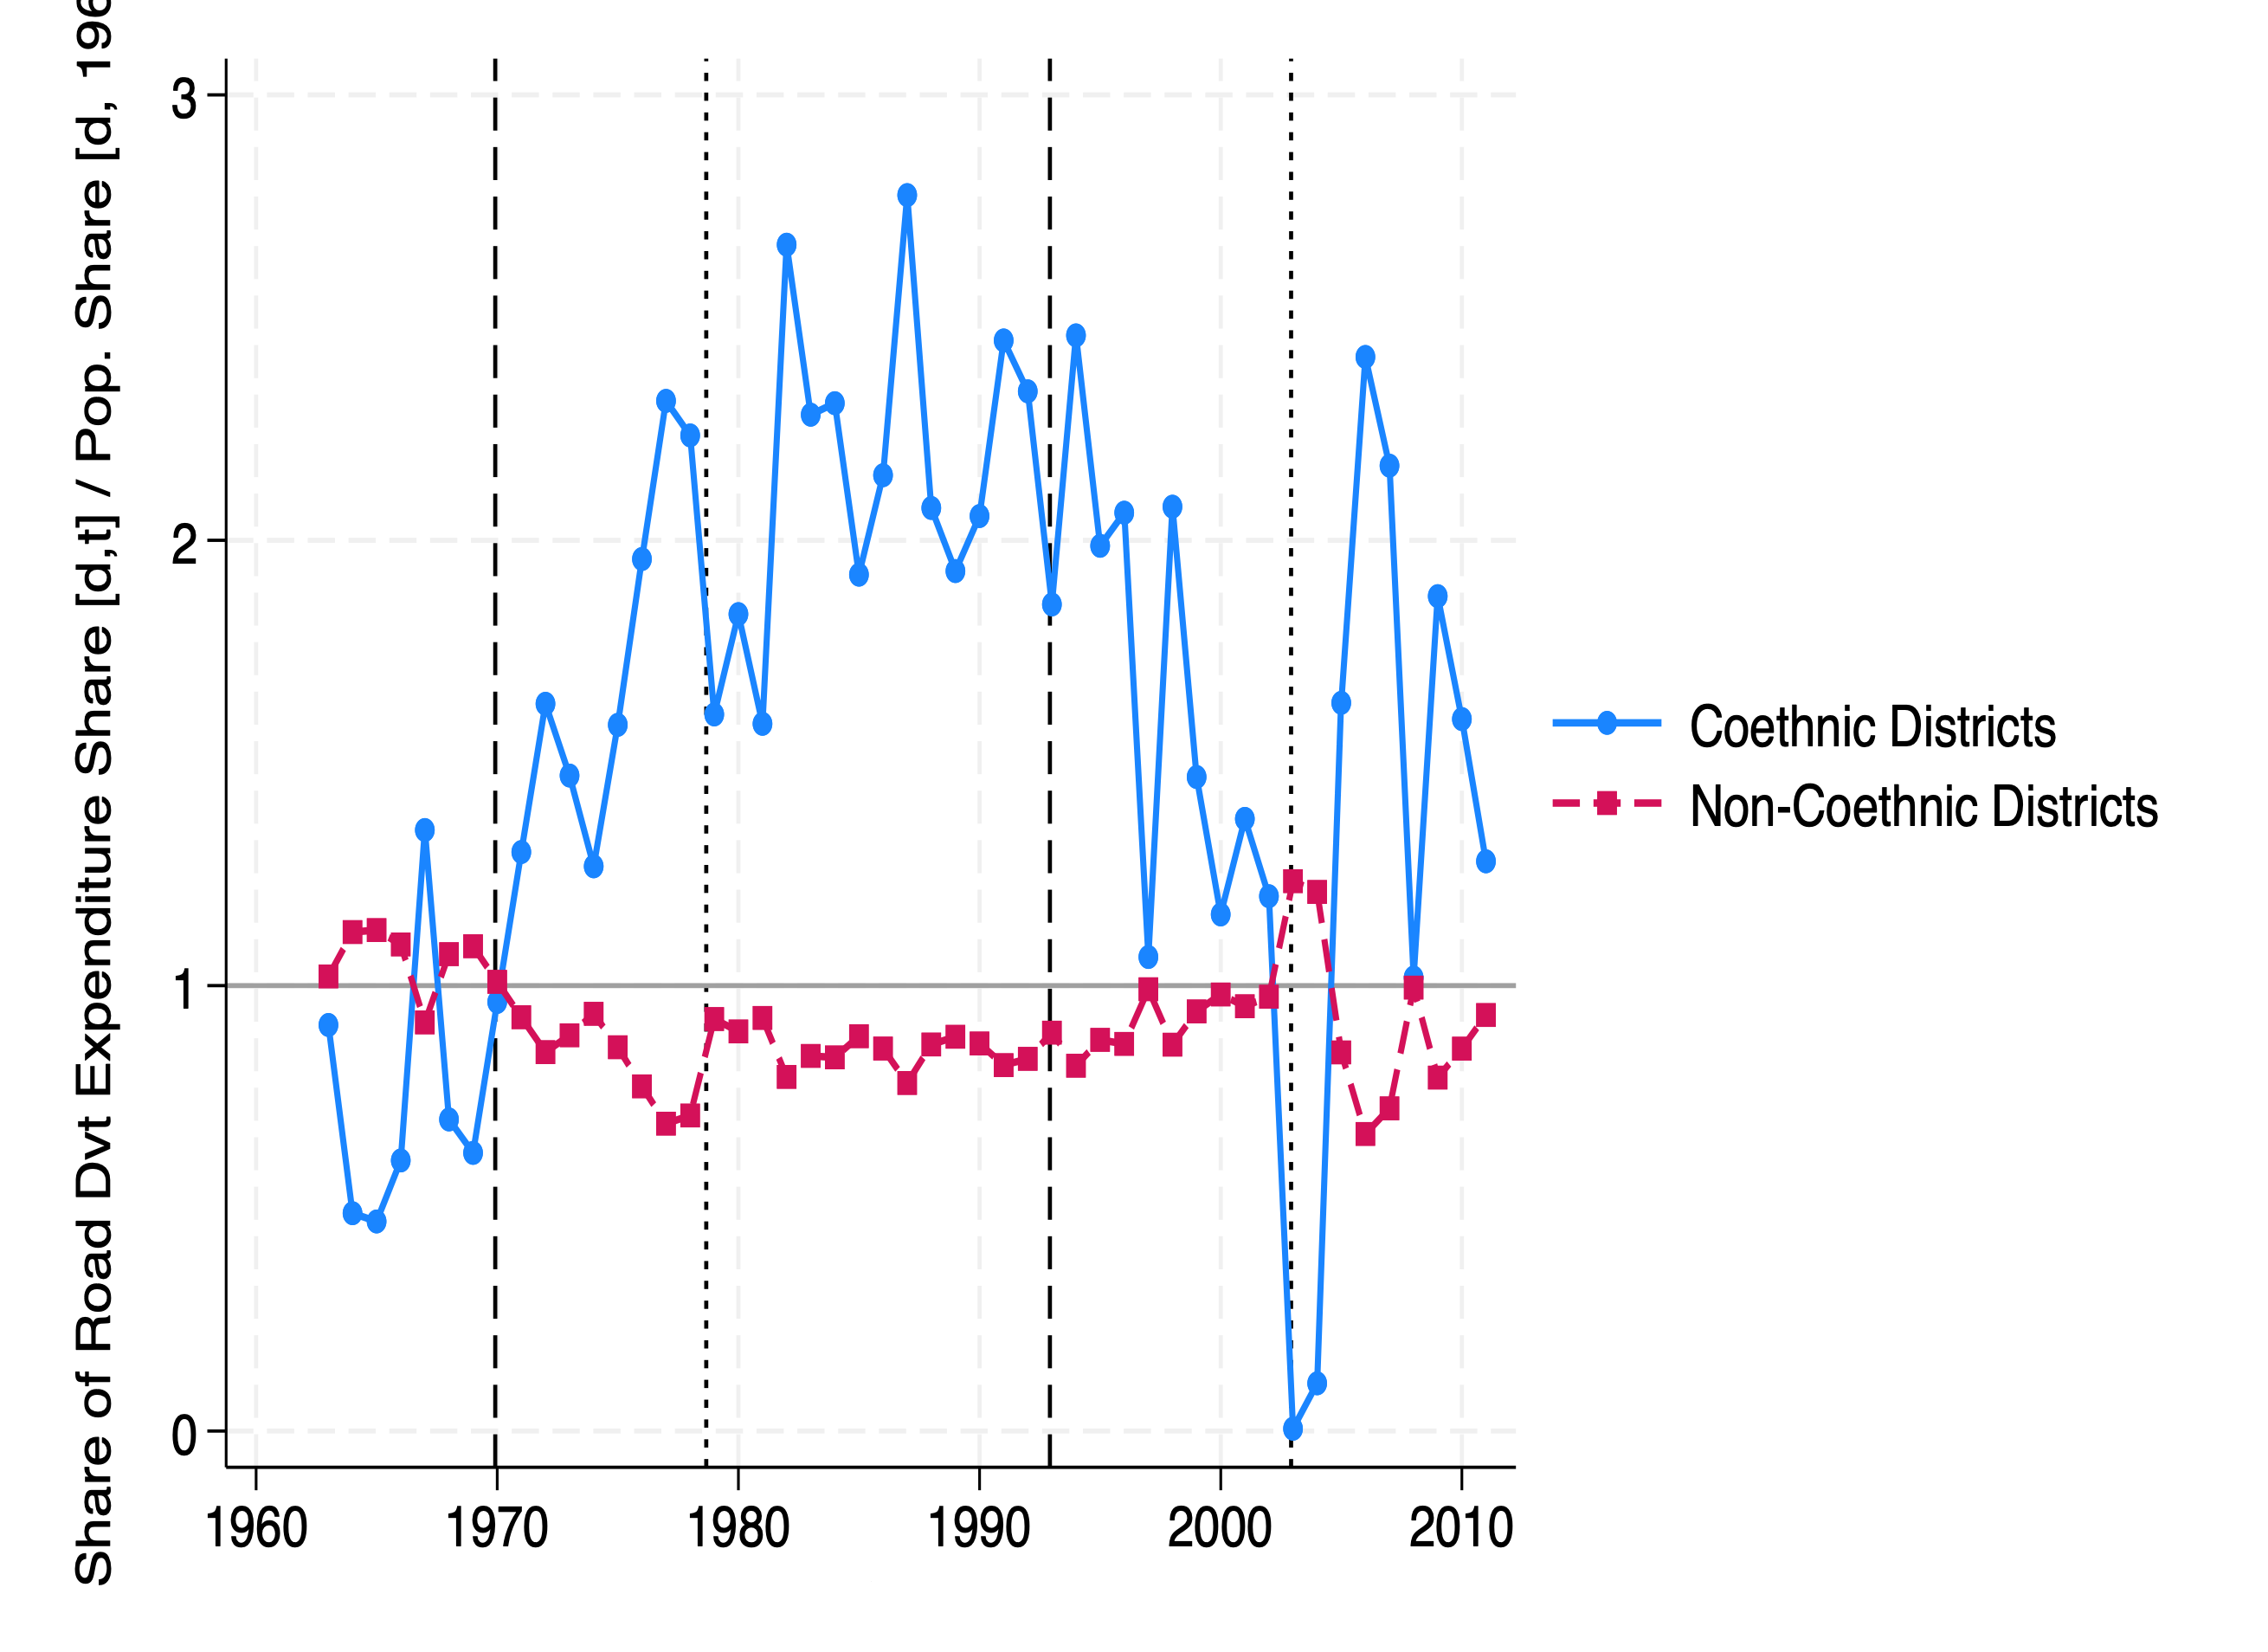 Share of Road Dvt Expenditure Share [d,t] / Pop. Share [d, 196
3
2
1
0
1960 1970 1980 1990 2000 2010
Coethnic Districts
Non-Coethnic Districts